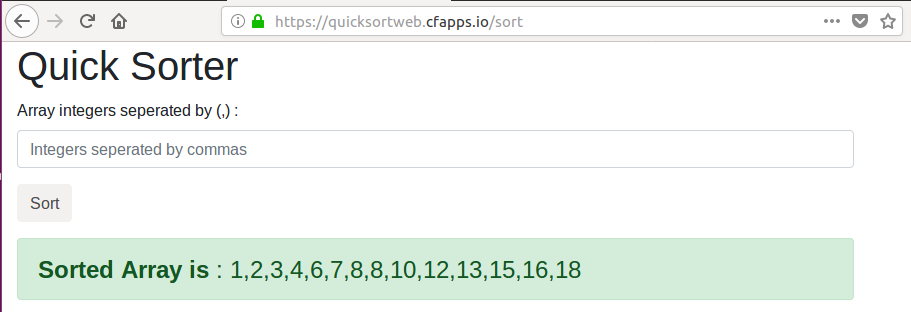 https://quicksortweb.cfapps.io/sort
Quick Sorter
Array integers seperated by (,) :
Integers seperated by commas
Sort
Sorted Array is : 1,2,3,4,6,7,8,8,10,12,13,15,16,18